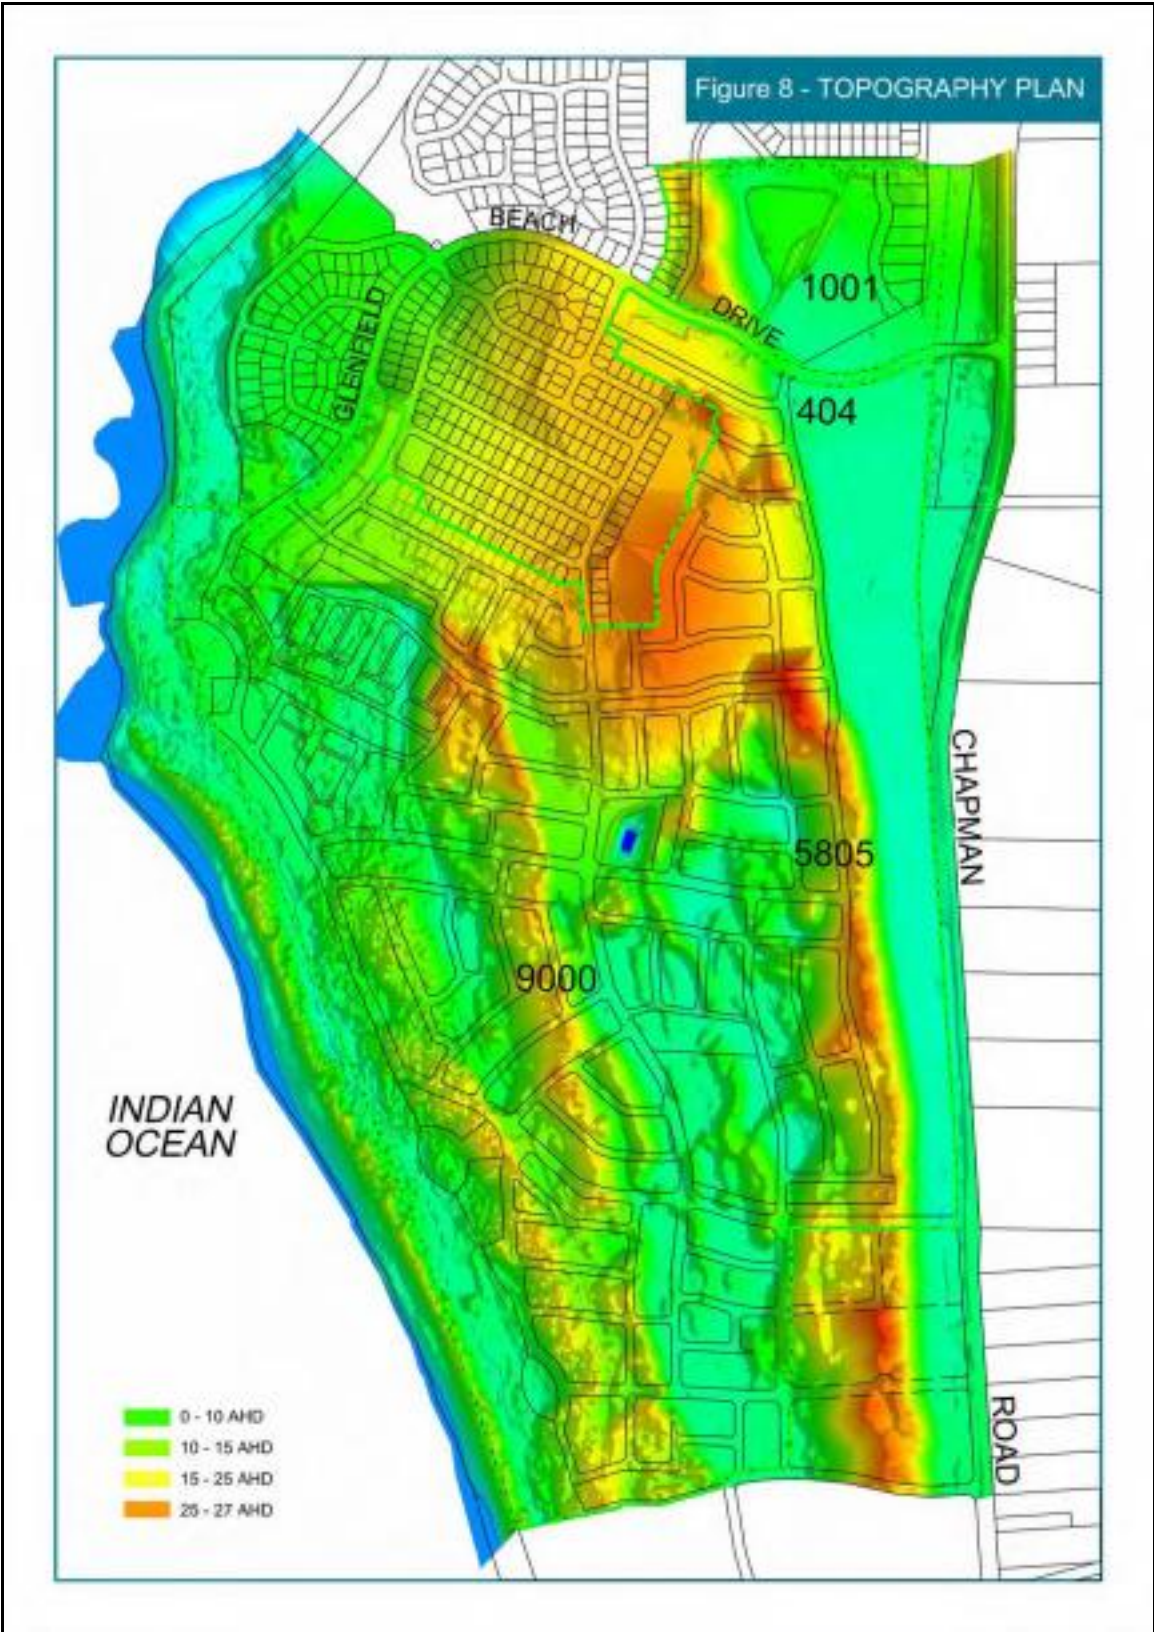 Figure 8 - TOPOGRAPHY PLAN
BEACH
1001
GLENFIELD
DRIVE
404
CHAPMAN
5805
9000
INDIAN
OCEAN
ROAD
0 - 10 AHD
10 - 15 AHD
15 - 25 AHD
25 - 27 AHD